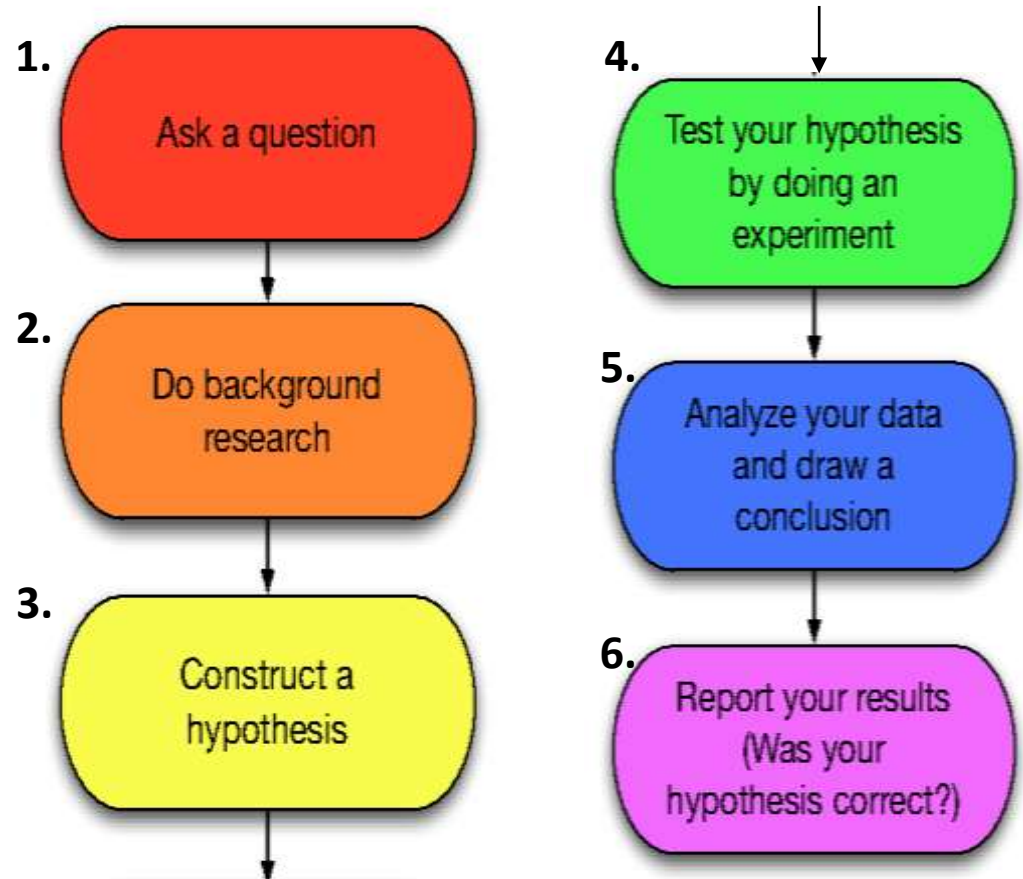 1.
Ask a question
2.
Do background
research
3.
Construct a
hypothesis
4.
Test your hypothesis
by doing an
experiment
5.
Analyze your data
and draw a
conclusion
6.
Report your results
(Was your
hypothesis correct?)